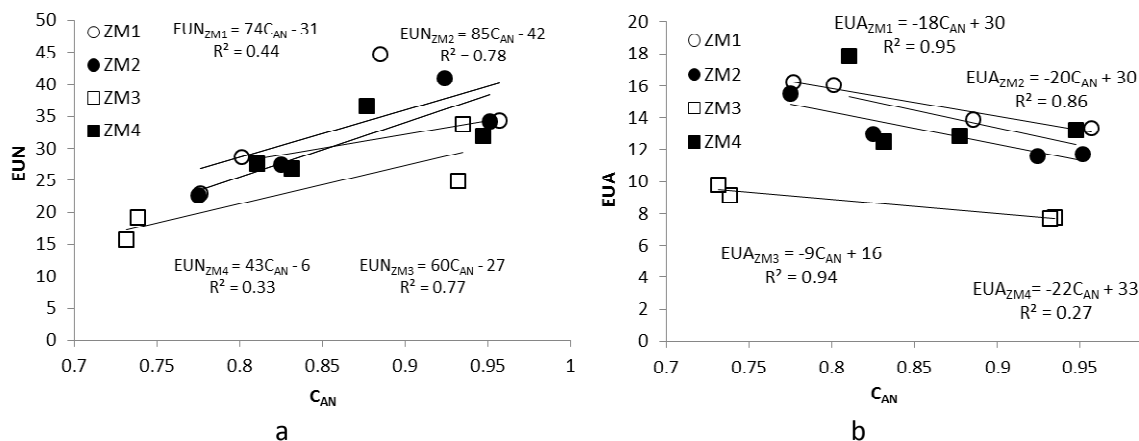 50
45
40
35
30
25
20
15
10
5
0
EUN
ZM1
ZM2
ZM3
ZM4
EUN_ZM1 = 74C_AN - 31
R² = 0.44
EUN_ZM2 = 85C_AN - 42
R² = 0.78
EUN_ZM4 = 43C_AN - 6
R² = 0.33
EUN_ZM3 = 60C_AN - 27
R² = 0.77
0.7 0.75 0.8 0.85 0.9 0.95 1
C_AN
a
20
18
16
14
12
10
8
6
4
2
0
EUA
ZM1
ZM2
ZM3
ZM4
EUA_ZM1 = -18C_AN + 30
R² = 0.95
EUA_ZM2 = -20C_AN + 30
R² = 0.86
EUA_ZM3 = -9C_AN + 16
R² = 0.94
EUA_ZM4= -22C_AN + 33
R² = 0.27
0.7 0.75 0.8 0.85 0.9 0.95
C_AN
b